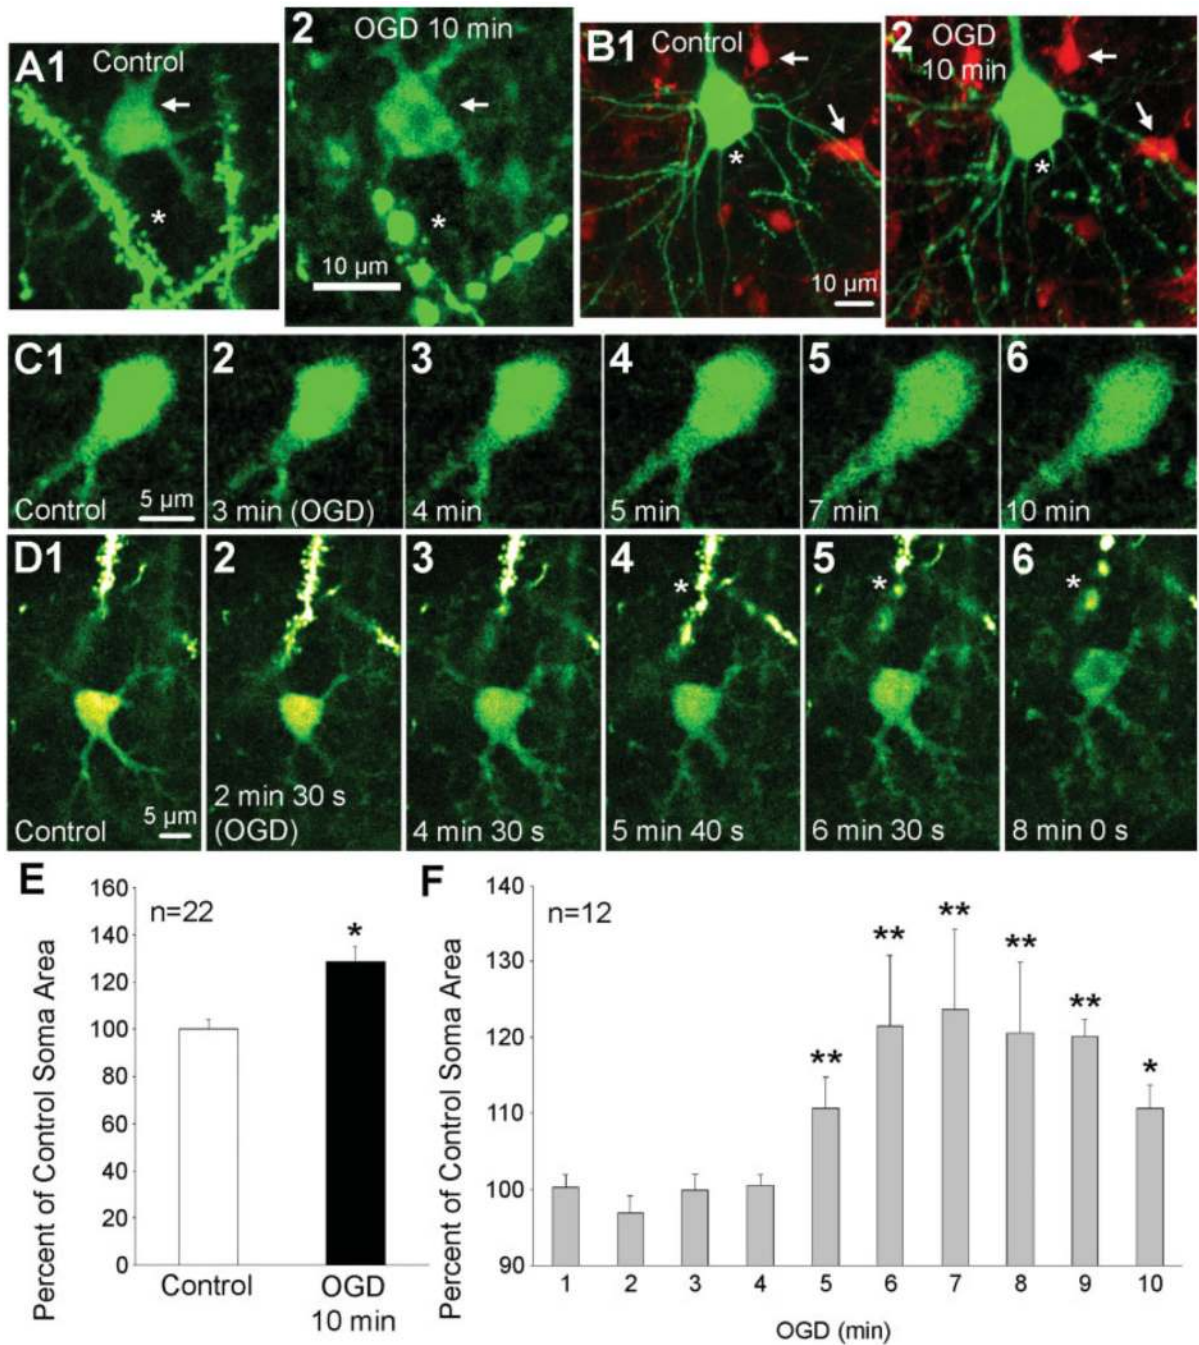 A1 Control
*
2 OGD 10 min
*
10 µm
B1 Control
*
10 µm
2 OGD
10 min
*
C1
Control
5 µm
2
3 min (OGD)
3
4 min
4
5 min
5
7 min
6
10 min
D1
Control
5 µm
2
2 min 30 s
(OGD)
3
4 min 30 s
4
*
5 min 40 s
5
*
6 min 30 s
6
*
8 min 0 s
E
Percent of Control Soma Area
160
140
120
100
80
60
40
20
0
n=22
*
Control
OGD
10 min
F
Percent of Control Soma Area
140
130
120
110
100
90
n=12
** ** ** ** ** *
1 2 3 4 5 6 7 8 9 10
OGD (min)